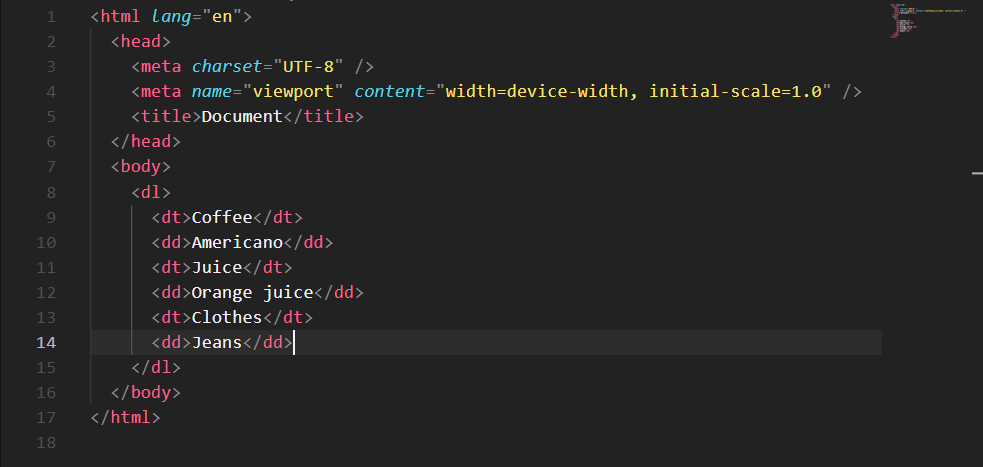 1 <html lang="en">
2 <head>
3 <meta charset="UTF-8" />
4 <meta name="viewport" content="width=device-width, initial-scale=1.0" />
5 <title>Document</title>
6 </head>
7 <body>
8 <dl>
9 <dt>Coffee</dt>
10 <dd>Americano</dd>
11 <dt>Juice</dt>
12 <dd>Orange juice</dd>
13 <dt>Clothes</dt>
14 <dd>Jeans</dd>
15 </dl>
16 </body>
17 </html>
18